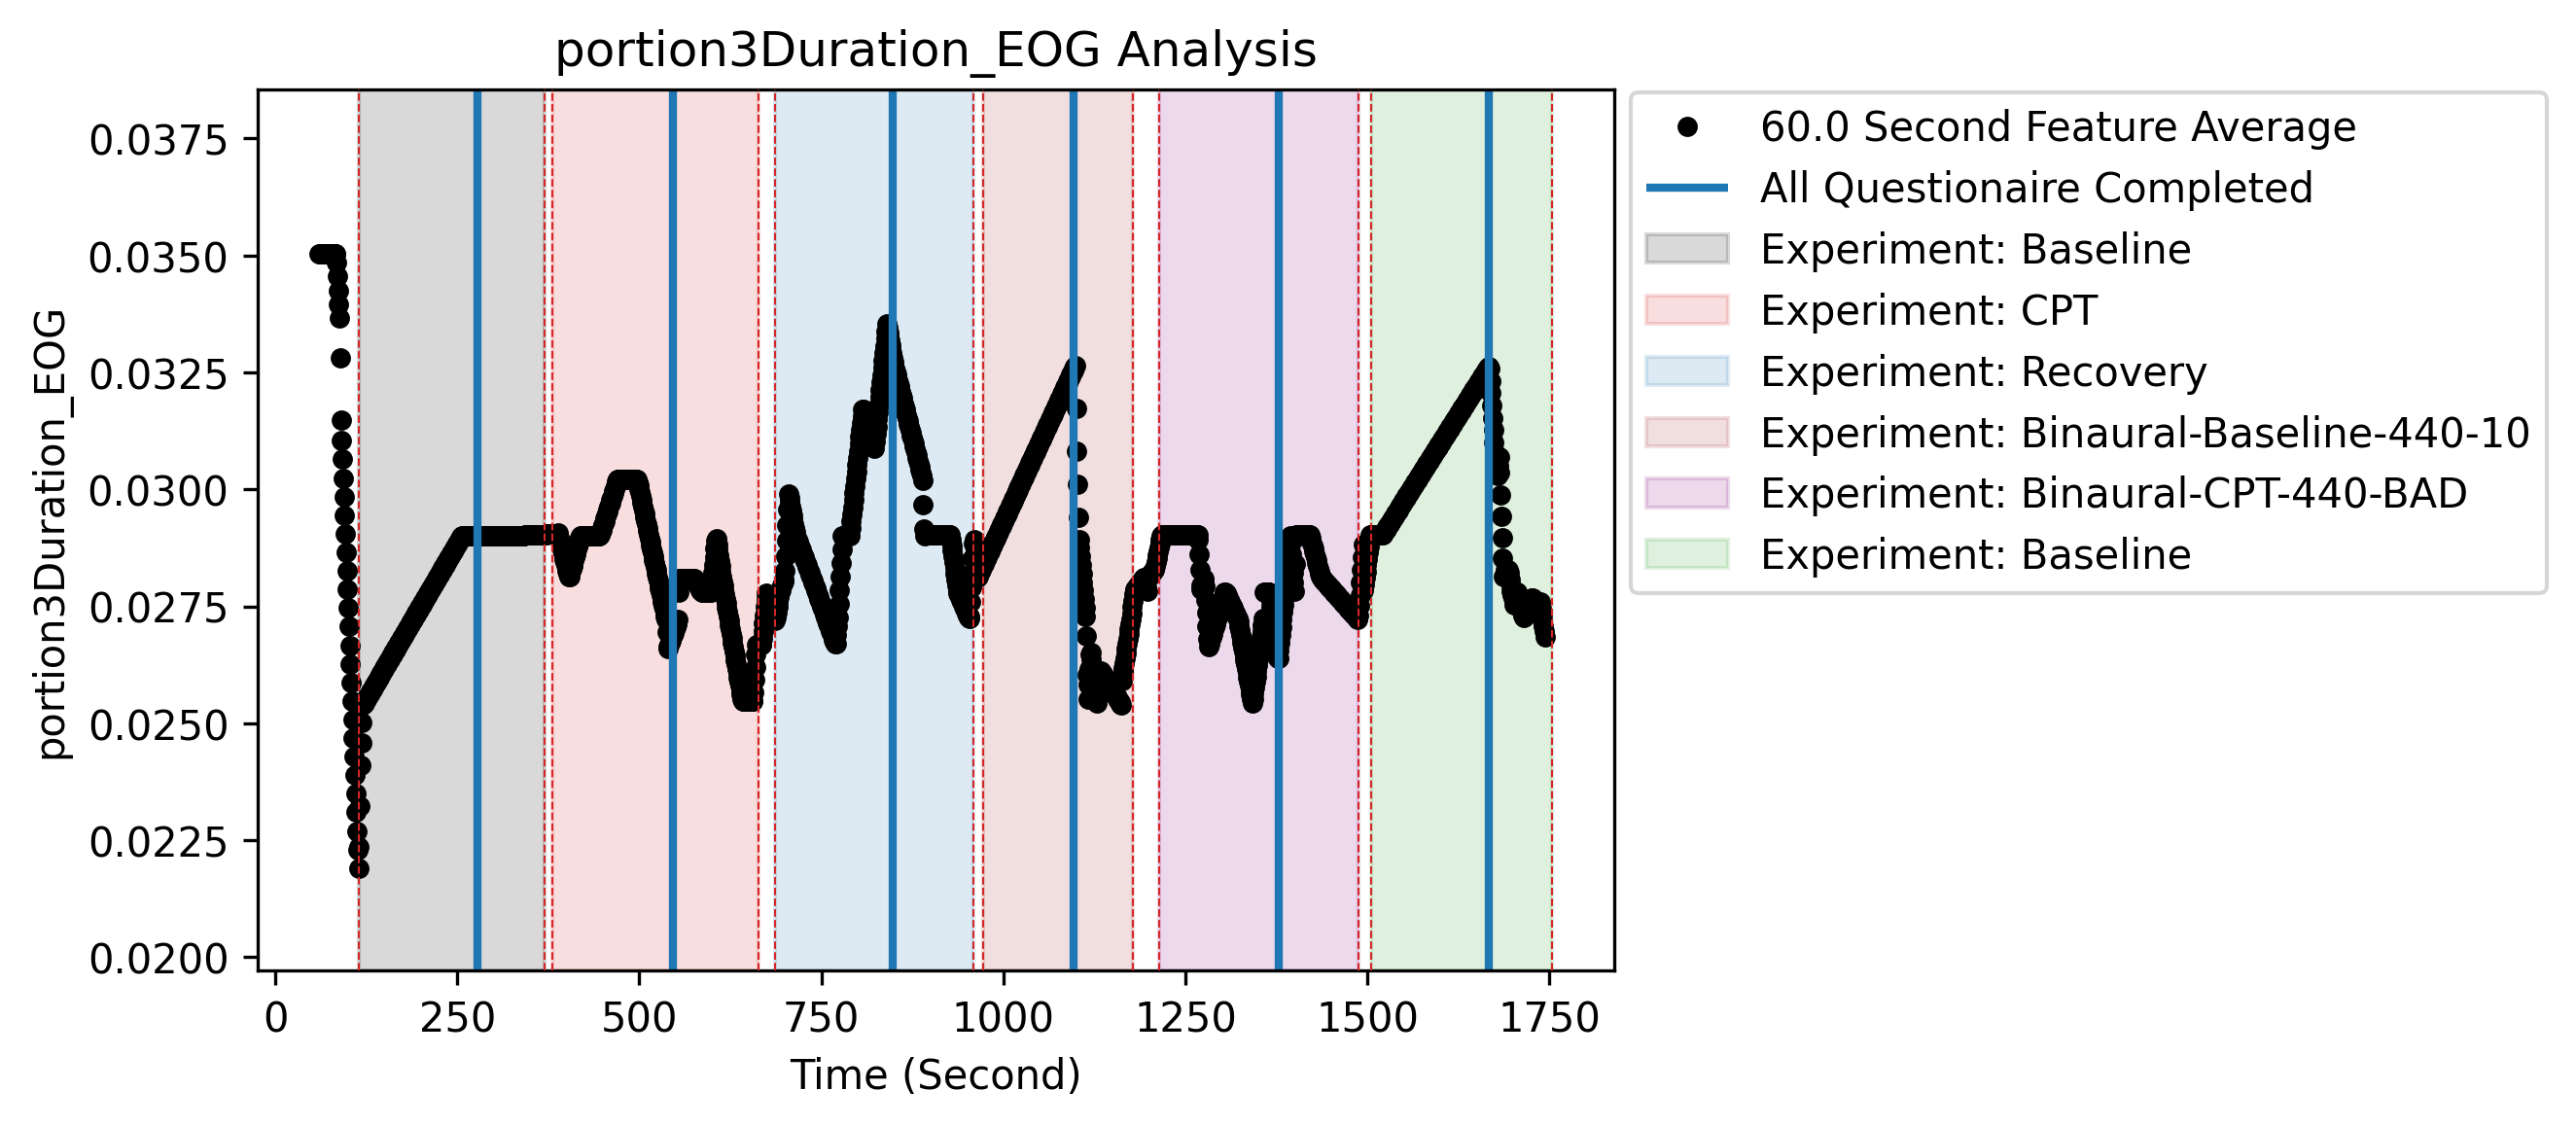 portion3Duration_EOG Analysis
portion3Duration_EOG
0.0375
0.0350
0.0325
0.0300
0.0275
0.0250
0.0225
0.0200
0 250 500 750 1000 1250 1500 1750
Time (Second)
60.0 Second Feature Average
All Questionaire Completed
Experiment: Baseline
Experiment: CPT
Experiment: Recovery
Experiment: Binaural-Baseline-440-10
Experiment: Binaural-CPT-440-BAD
Experiment: Baseline